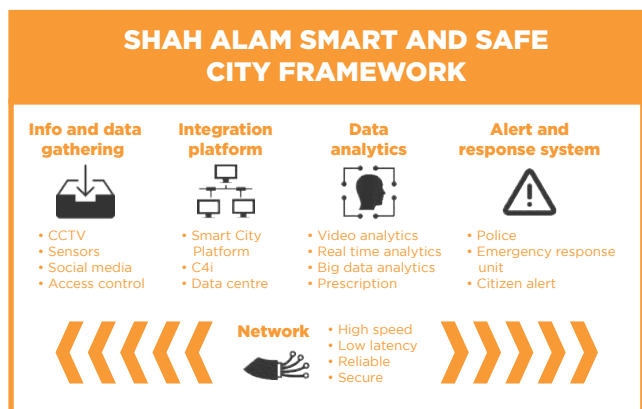 SHAH ALAM SMART AND SAFE
CITY FRAMEWORK
Info and data
gathering
• CCTV
• Sensors
• Social media
• Access control
Integration
platform
• Smart City
Platform
• C4i
• Data centre
Data
analytics
• Video analytics
• Real time analytics
• Big data analytics
• Prescription
Alert and
response system
• Police
• Emergency response
unit
• Citizen alert
Network
• High speed
• Low latency
• Reliable
• Secure